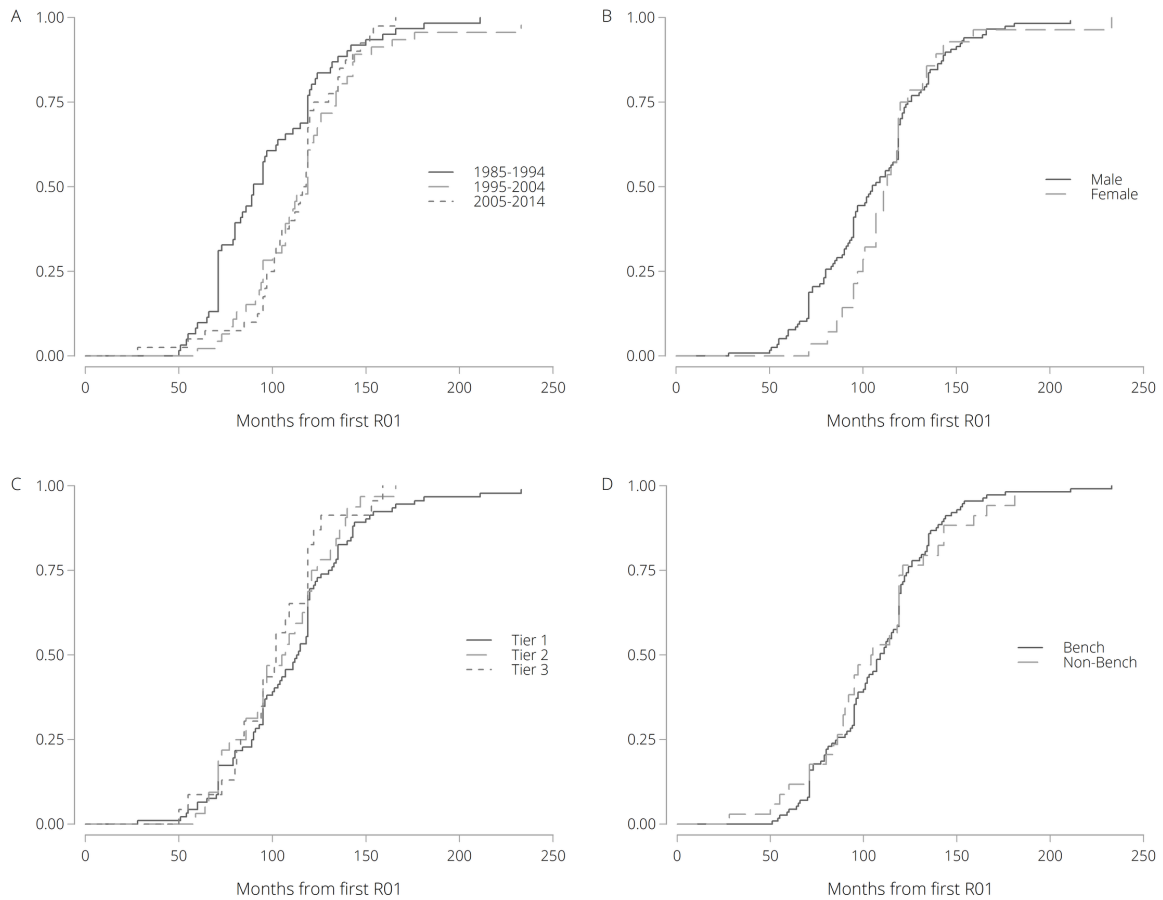 A
1.00
0.75
0.50
0.25
0.00
0 50 100 150 200 250
Months from first R01
1985-1994
1995-2004
2005-2014
B
1.00
0.75
0.50
0.25
0.00
0 50 100 150 200 250
Months from first R01
Male
Female
C
1.00
0.75
0.50
0.25
0.00
0 50 100 150 200 250
Months from first R01
Tier 1
Tier 2
Tier 3
D
1.00
0.75
0.50
0.25
0.00
0 50 100 150 200 250
Months from first R01
Bench
Non-Bench